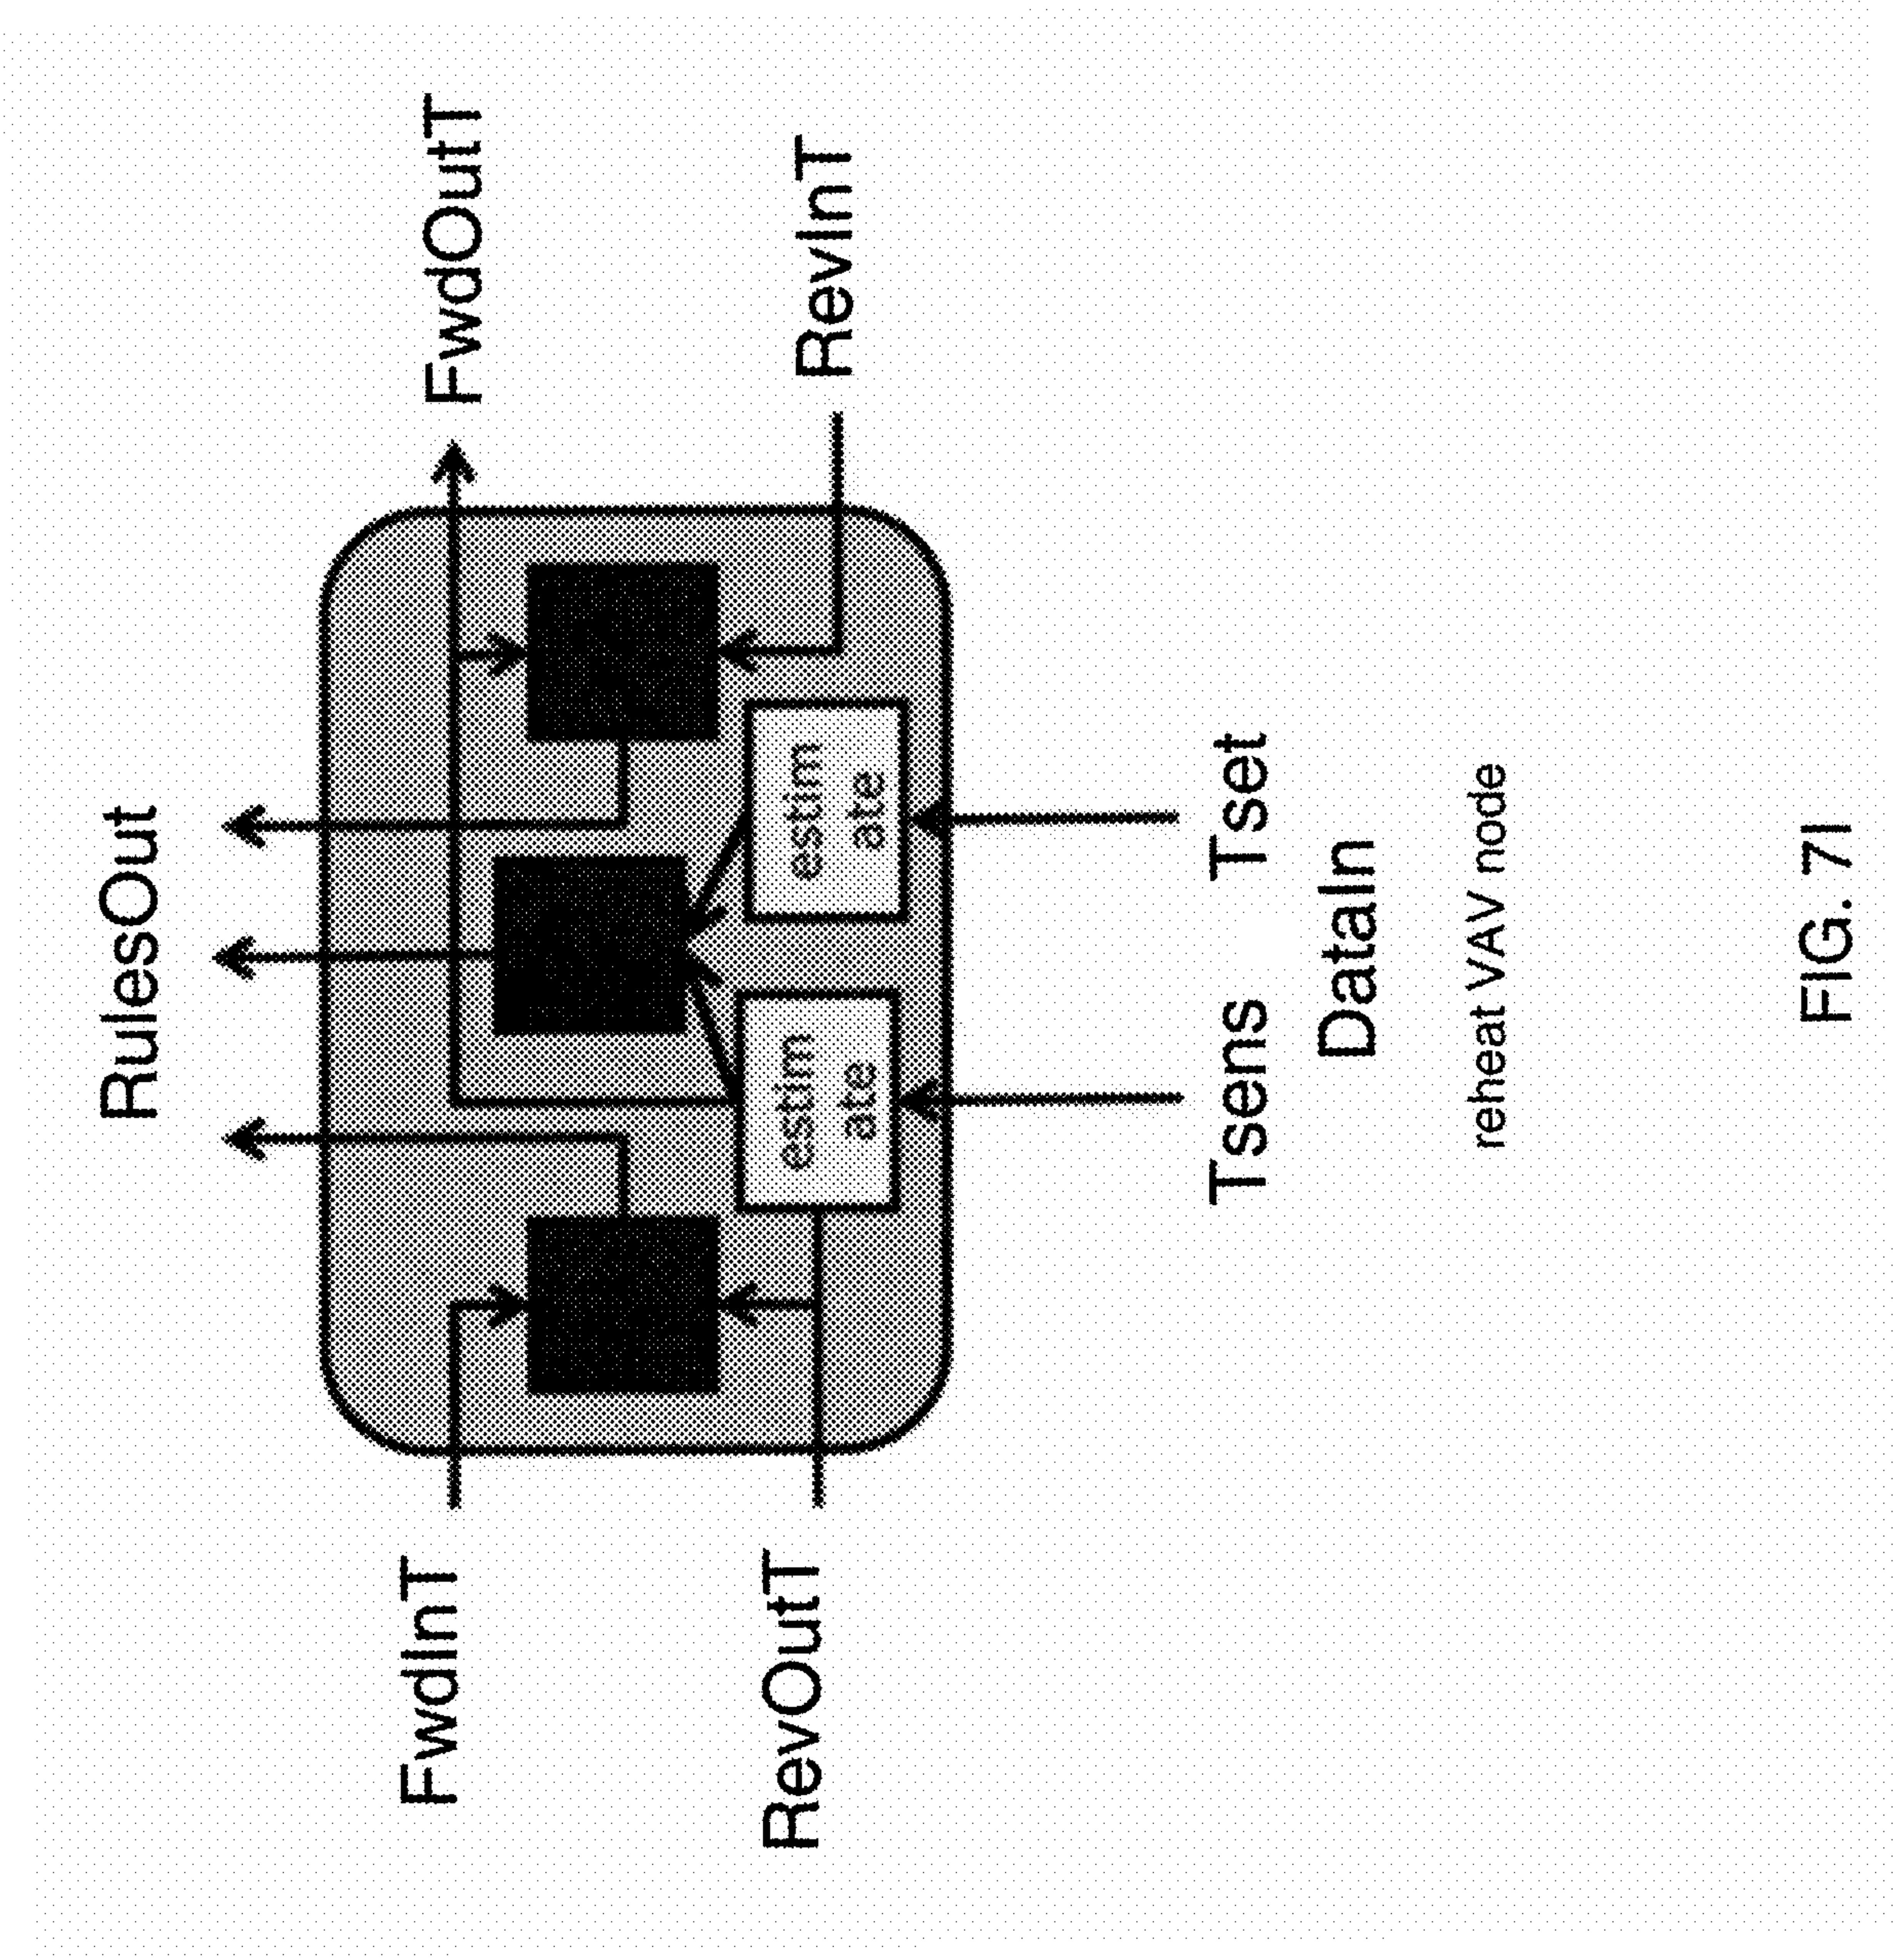 RulesOut
FwdInT
FwdOutT
RevOutT
RevInT
estim
ate
estim
ate
Tsens
Tset
DataIn
reheat VAV node
FIG. 7I